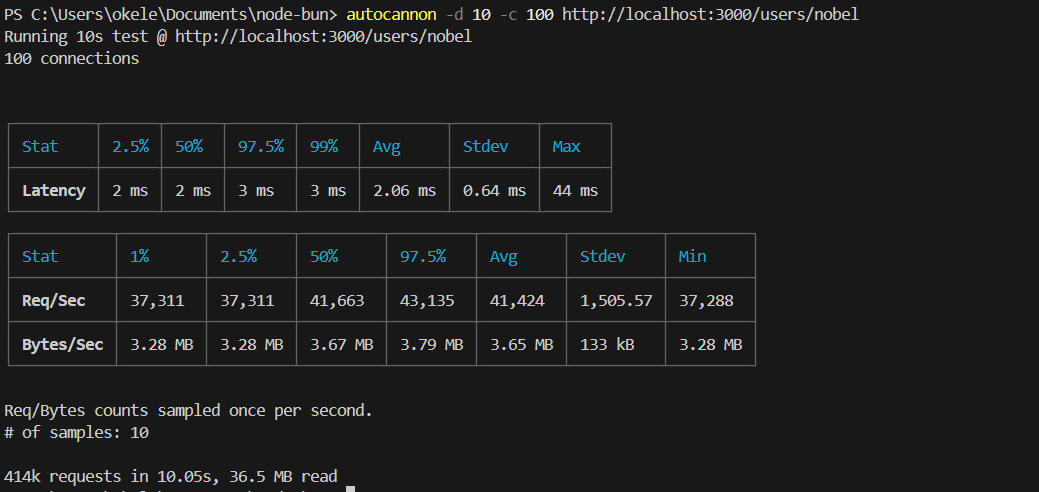 PS C:\Users\okele\Documents\node-bun> autocannon -d 10 -c 100 http://localhost:3000/users/nobel
Running 10s test @ http://localhost:3000/users/nobel
100 connections
Stat 2.5% 50% 97.5% 99% Avg Stdev Max
Latency 2 ms 2 ms 3 ms 3 ms 2.06 ms 0.64 ms 44 ms
Stat 1% 2.5% 50% 97.5% Avg Stdev Min
Req/Sec 37,311 37,311 41,663 43,135 41,424 1,505.57 37,288
Bytes/Sec 3.28 MB 3.28 MB 3.67 MB 3.79 MB 3.65 MB 133 kB 3.28 MB
Req/Bytes counts sampled once per second.
# of samples: 10
414k requests in 10.05s, 36.5 MB read